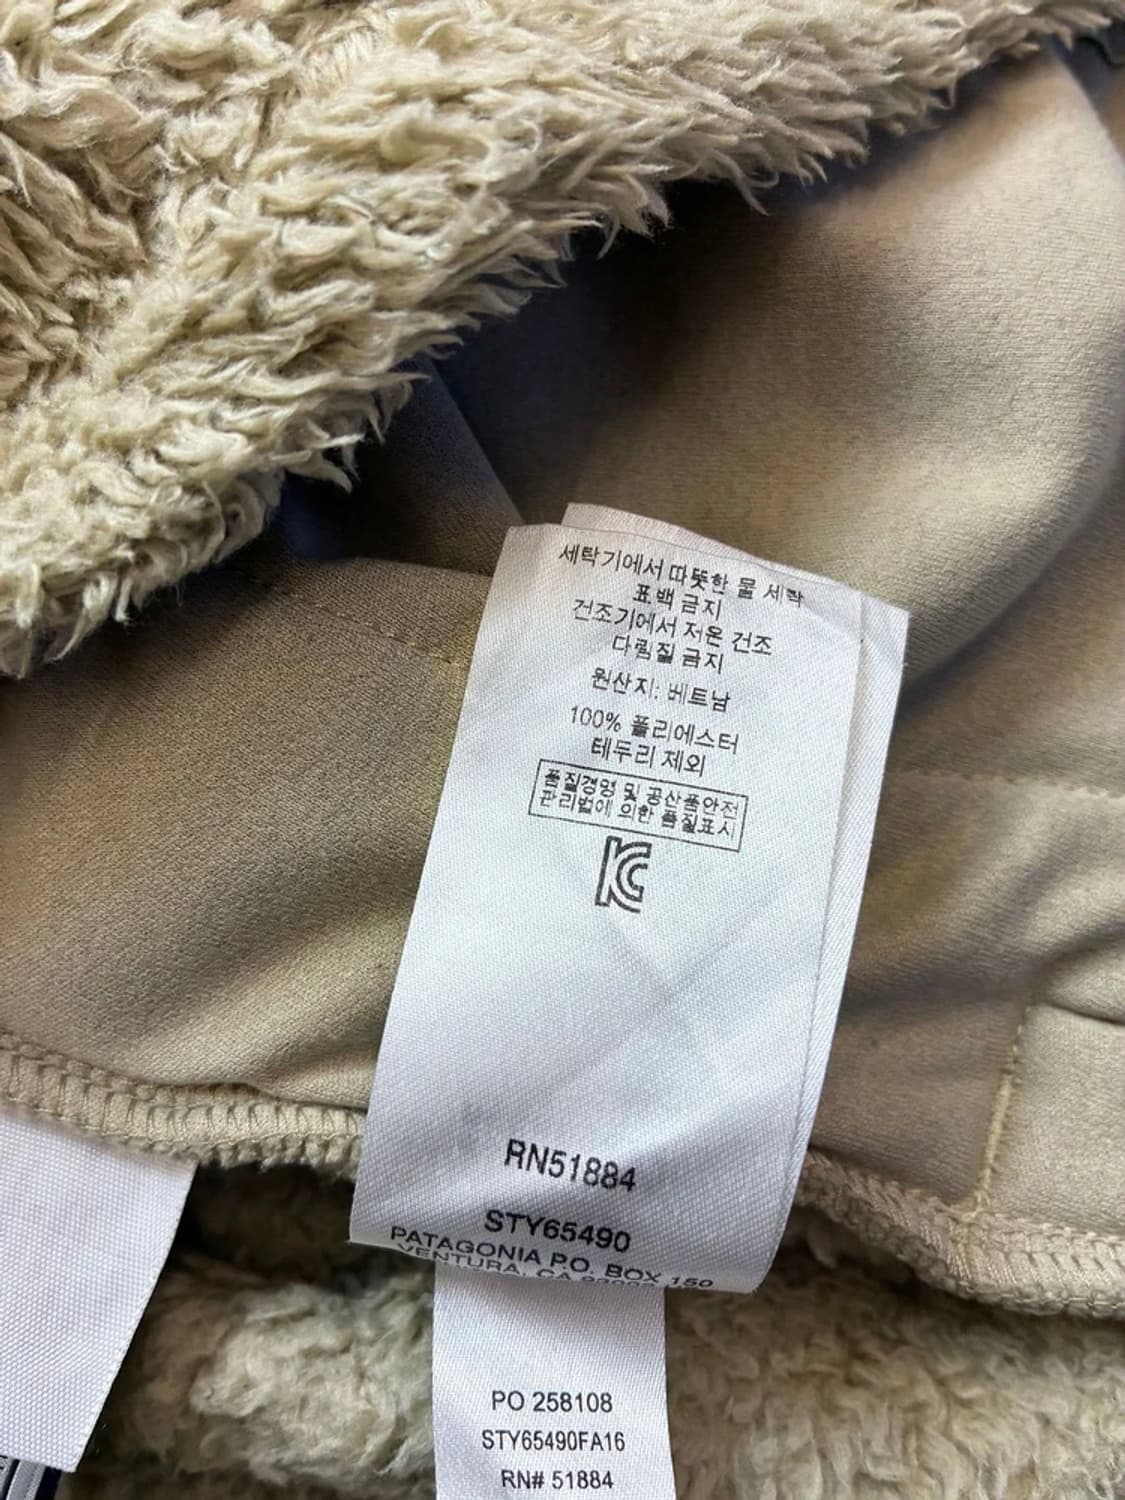 세탁기에서 따뜻한 물 세탁
표백 금지
건조기에서 저온 건조
다림질 금지
원산지: 베트남
100% 폴리에스터
테두리 제외
품질경영 및 공산품안전
관리법에 의한 품질표시
KC
RN51884
STY65490
PATAGONIA P.O. BOX 150
VENTURA, CA
PO 258108
STY65490FA16
RN# 51884